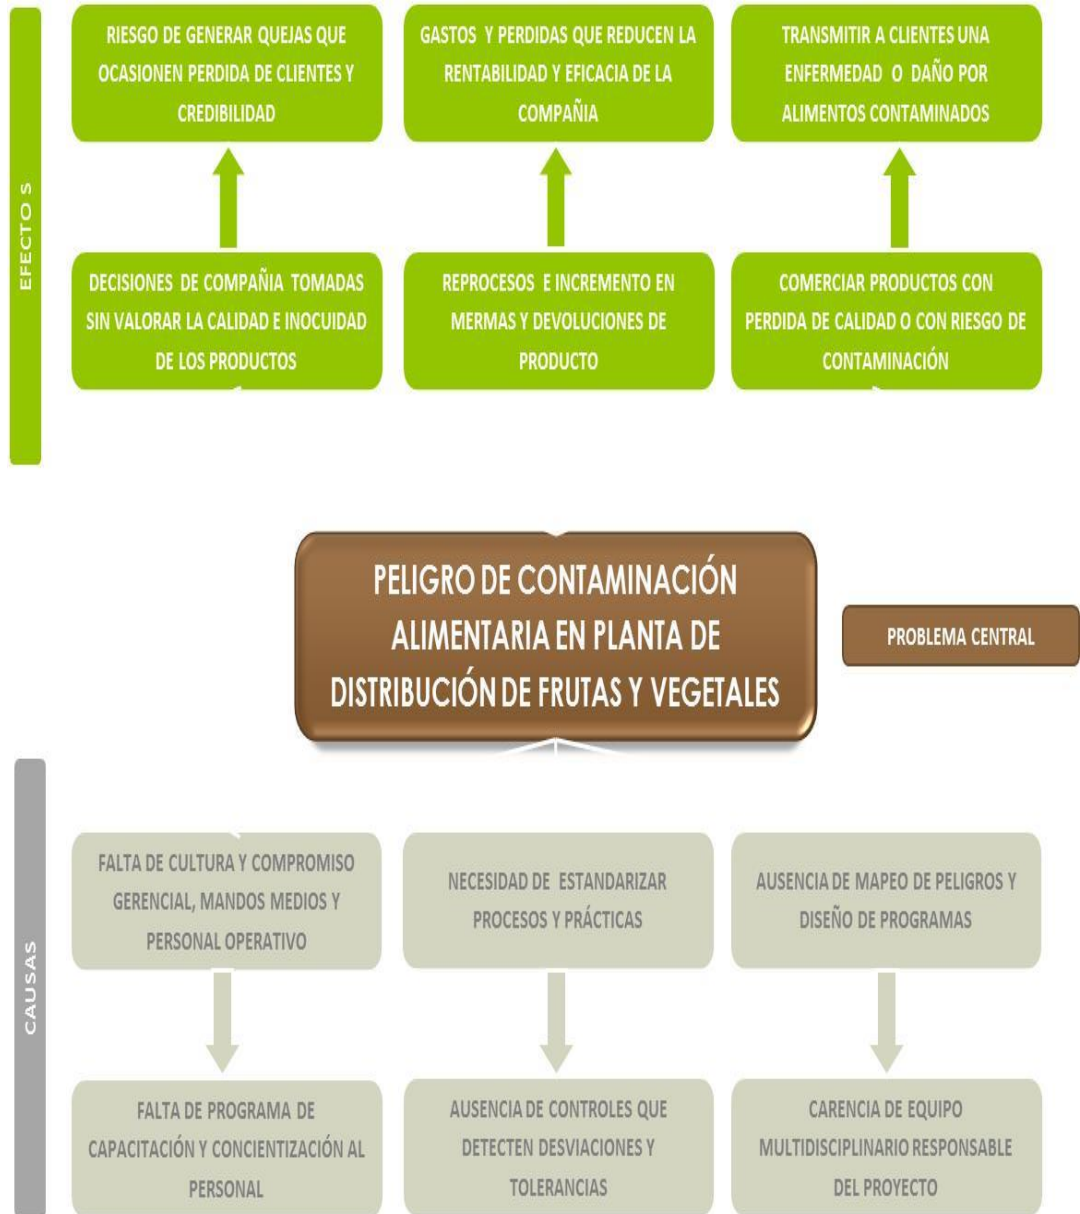 RIESGO DE GENERAR QUEJAS QUE
OCASIONEN PERDIDA DE CLIENTES Y
CREDIBILIDAD
GASTOS Y PERDIDAS QUE REDUCEN LA
RENTABILIDAD Y EFICACIA DE LA
COMPAÑIA
TRANSMITIR A CLIENTES UNA
ENFERMEDAD O DAÑO POR
ALIMENTOS CONTAMINADOS
EFECTO S
DECISIONES DE COMPAÑIA TOMADAS
SIN VALORAR LA CALIDAD E INOCUIDAD
DE LOS PRODUCTOS
REPROCESOS E INCREMENTO EN
MERMAS Y DEVOLUCIONES DE
PRODUCTO
COMERCIAR PRODUCTOS CON
PERDIDA DE CALIDAD O CON RIESGO DE
CONTAMINACIÓN
PELIGRO DE CONTAMINACIÓN
ALIMENTARIA EN PLANTA DE
DISTRIBUCIÓN DE FRUTAS Y VEGETALES
PROBLEMA CENTRAL
CAUSAS
FALTA DE CULTURA Y COMPROMISO
GERENCIAL, MANDOS MEDIOS Y
PERSONAL OPERATIVO
NECESIDAD DE ESTANDARIZAR
PROCESOS Y PRÁCTICAS
AUSENCIA DE MAPEO DE PELIGROS Y
DISEÑO DE PROGRAMAS
FALTA DE PROGRAMA DE
CAPACITACIÓN Y CONCIENTIZACIÓN AL
PERSONAL
AUSENCIA DE CONTROLES QUE
DETECTEN DESVIACIONES Y
TOLERANCIAS
CARENCIA DE EQUIPO
MULTIDISCIPLINARIO RESPONSABLE
DEL PROYECTO